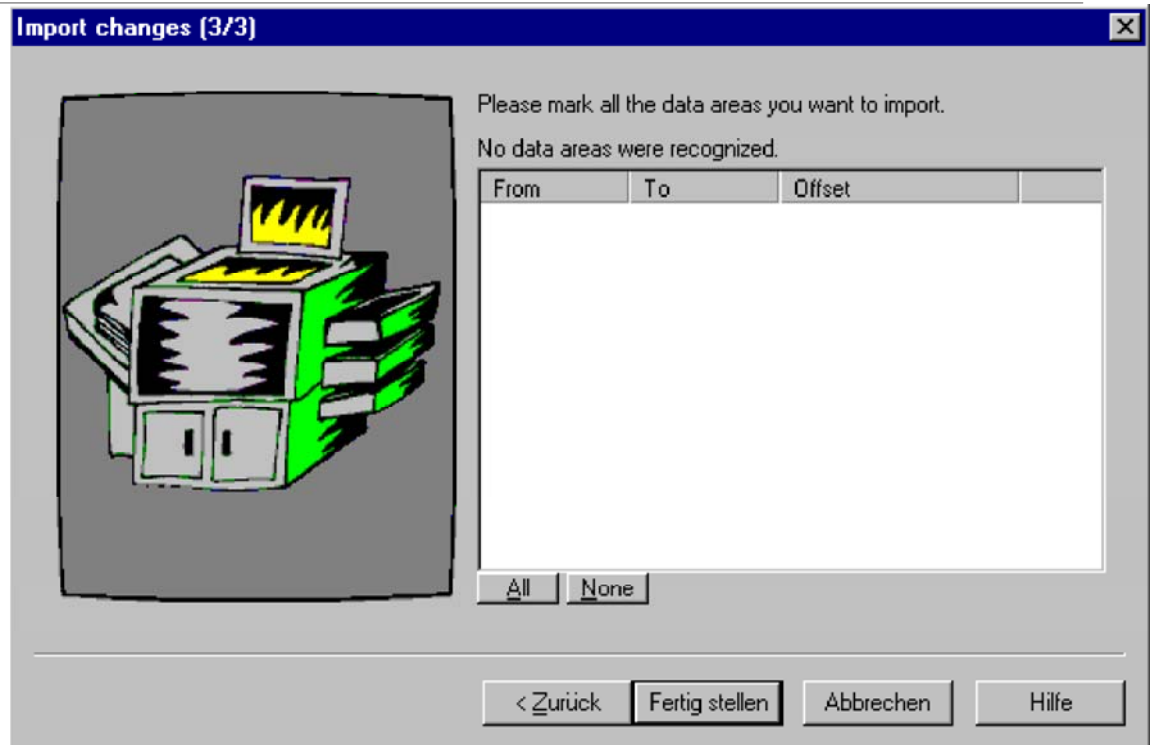 Import changes (3/3)
Please mark all the data areas you want to import.
No data areas were recognized.
From To Offset
All None
< Zurück Fertig stellen Abbrechen Hilfe